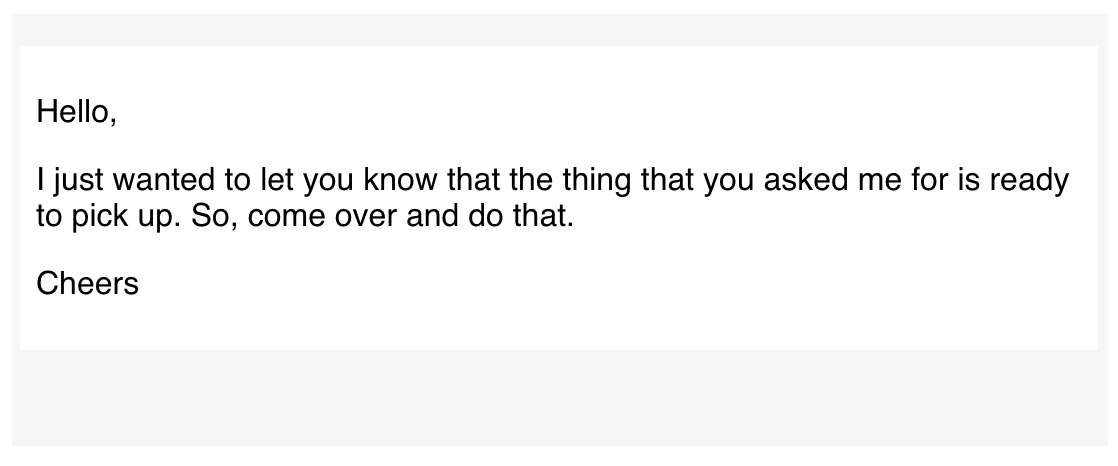 Hello,
I just wanted to let you know that the thing that you asked me for is ready
to pick up. So, come over and do that.
Cheers